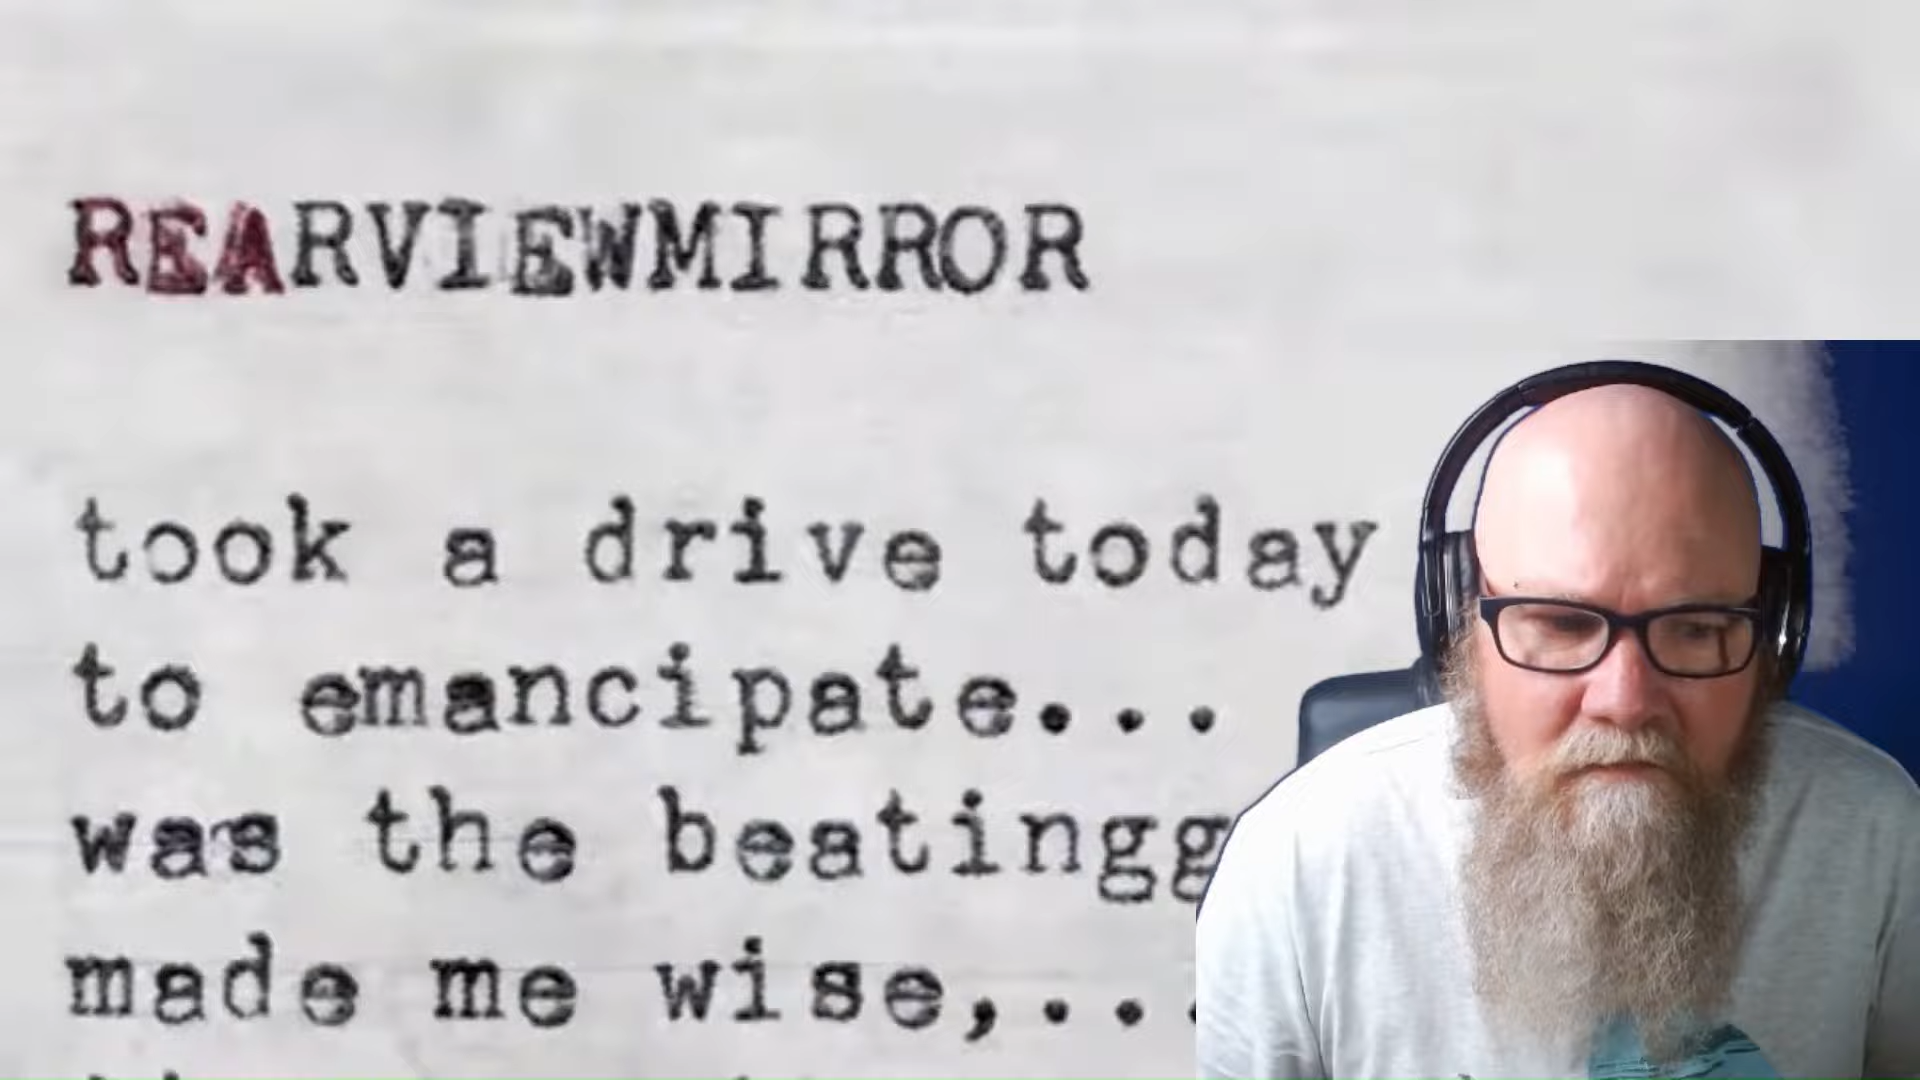 REARVIEWMIRROR
took a drive today
to emancipate...
was the beatingg
made me wise,...